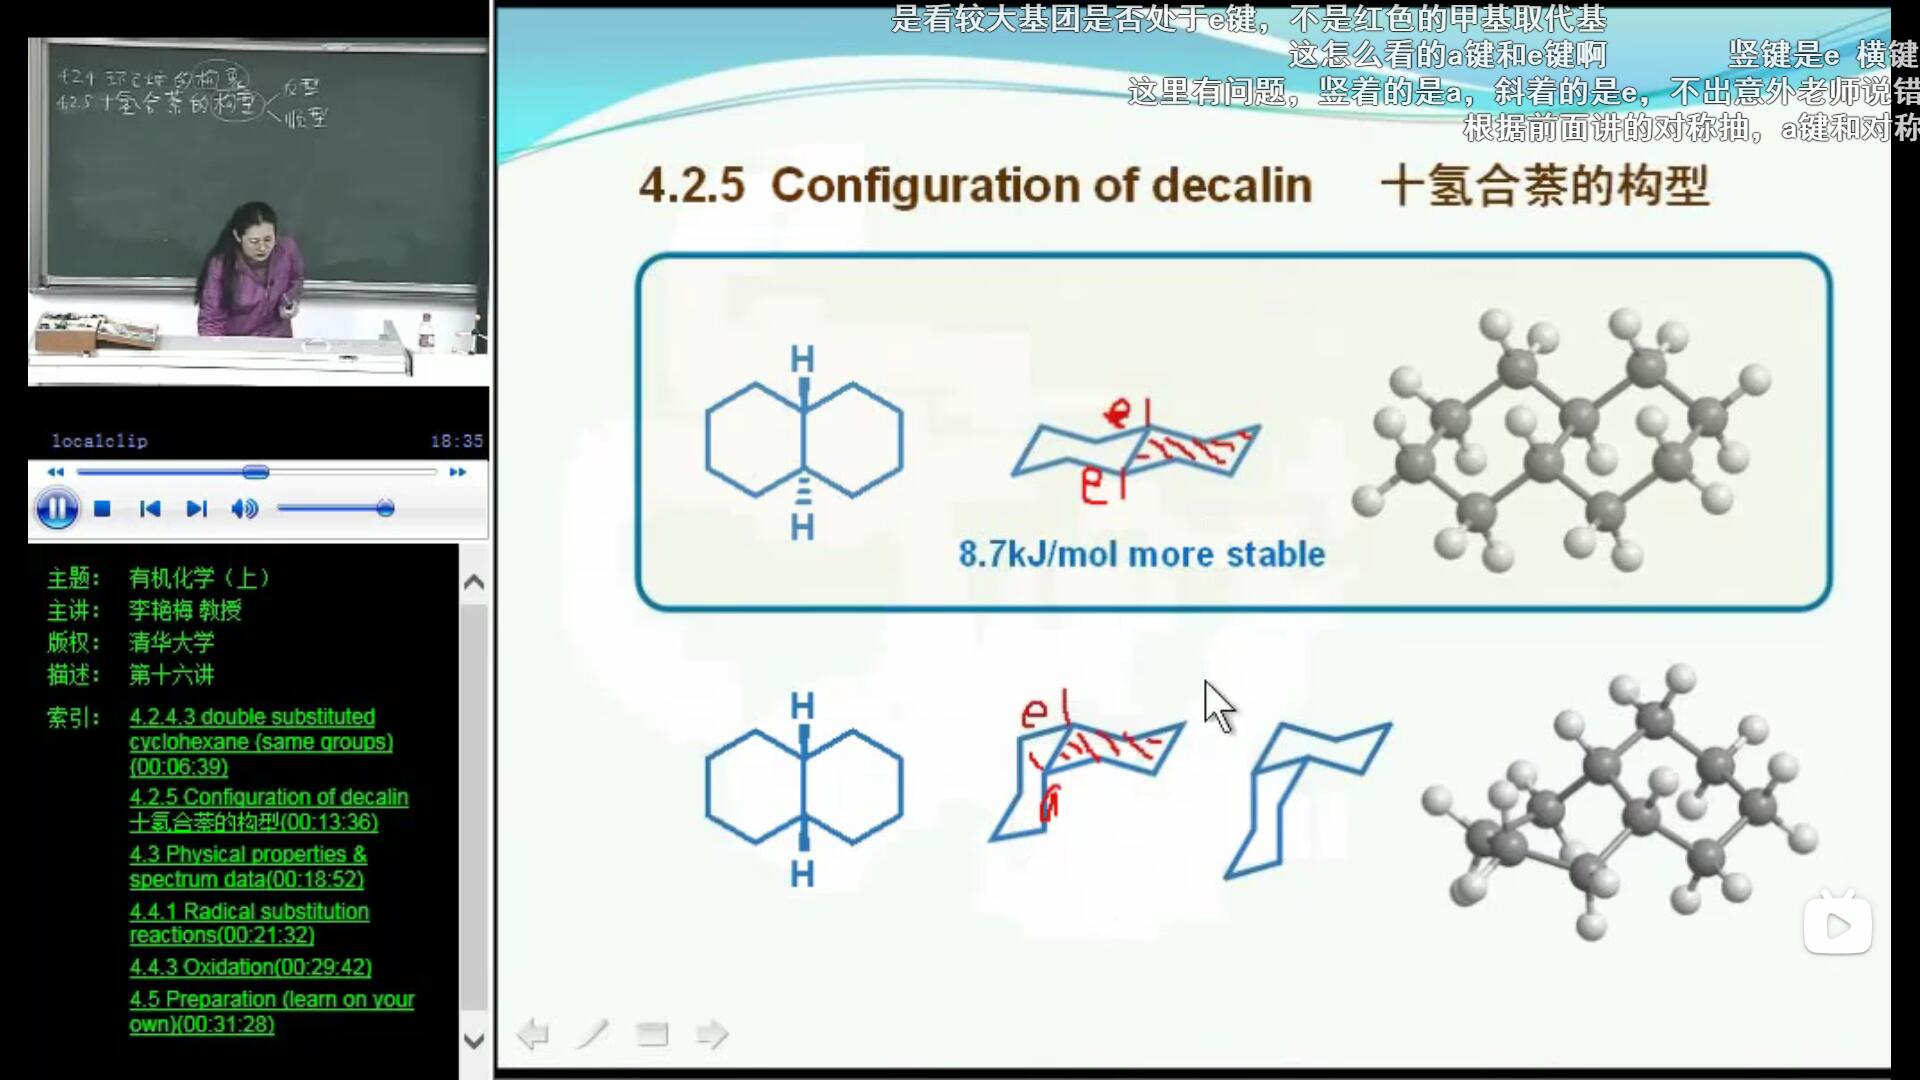 是看较大基团是否处于e键，不是红色的甲基取代基
这怎么看的a键和e键啊
竖键是e 横键
这里有问题，竖着的是a，斜着的是e，不出意外老师说错
根据前面讲的对称抽，a键和对称
4.2.4 环己烷的构象
4.2.5 十氢合萘的构型
反型
顺型
4.2.5 Configuration of decalin 十氢合萘的构型
H
e
e
H
8.7kJ/mol more stable
H
e
a
H
localclip 18:35
主题： 有机化学（上）
主讲： 李艳梅 教授
版权： 清华大学
描述： 第十六讲
索引： 4.2.4.3 double substituted
cyclohexane (same groups)
(00:06:39)
4.2.5 Configuration of decalin
十氢合萘的构型(00:13:36)
4.3 Physical properties &
spectrum data(00:18:52)
4.4.1 Radical substitution
reactions(00:21:32)
4.4.3 Oxidation(00:29:42)
4.5 Preparation (learn on your
own)(00:31:28)